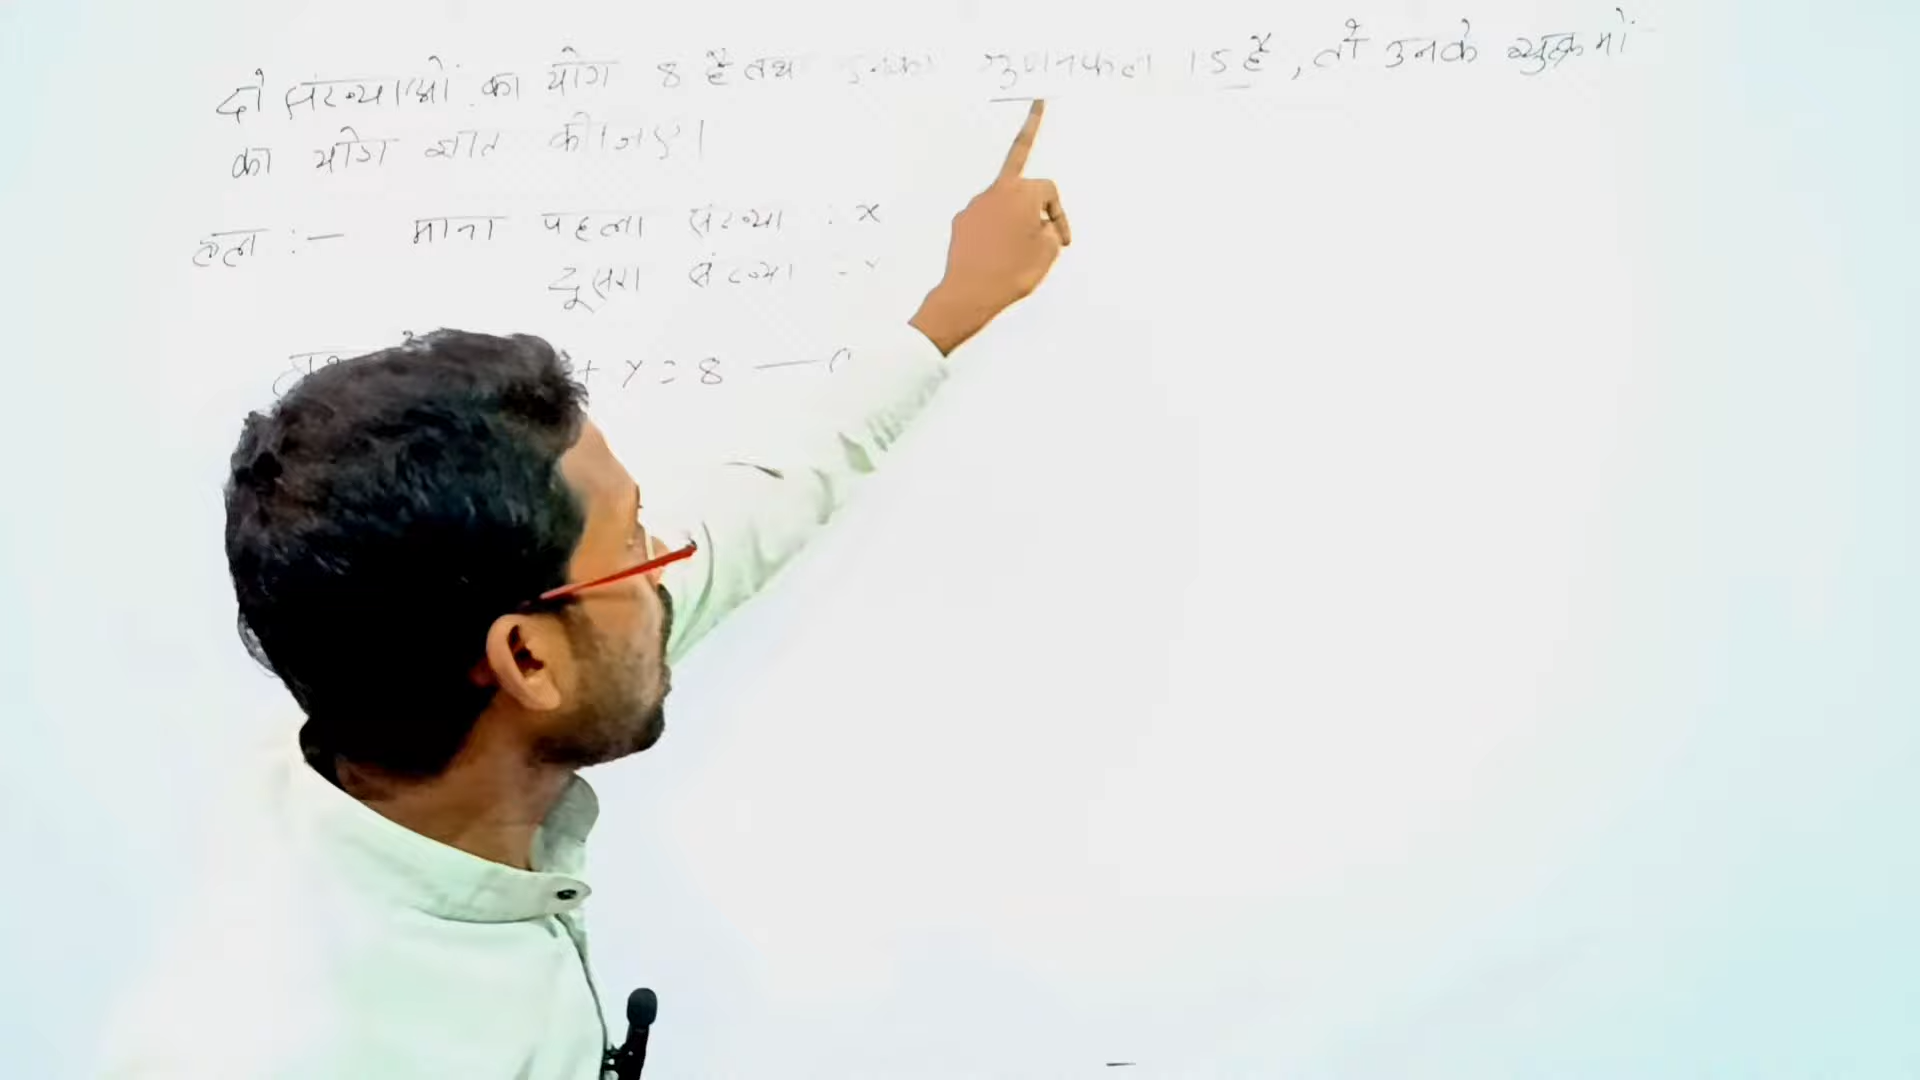 दो संख्याओं का योग 8 है तथा इनका गुणनफल 15 है, तो उनके व्युत्क्रमों
का योग ज्ञात कीजिए।
हल :- माना पहला संख्या : x
दूसरा संख्या :
+ y = 8 —